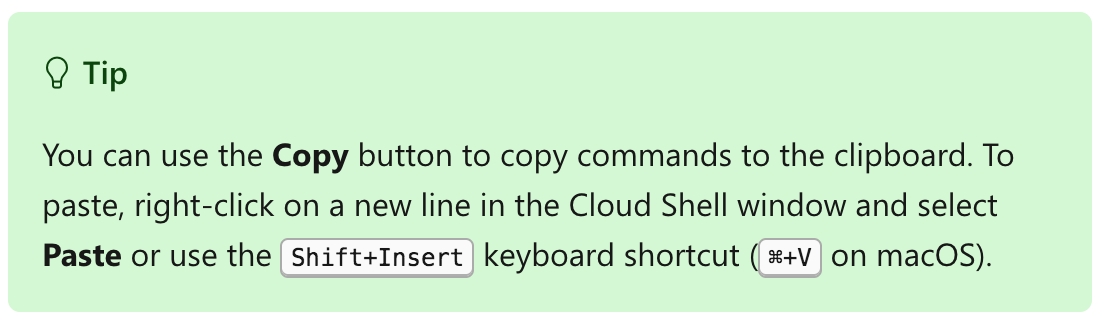 Tip
You can use the Copy button to copy commands to the clipboard. To
paste, right-click on a new line in the Cloud Shell window and select
Paste or use the Shift+Insert keyboard shortcut (⌘+V on macOS).